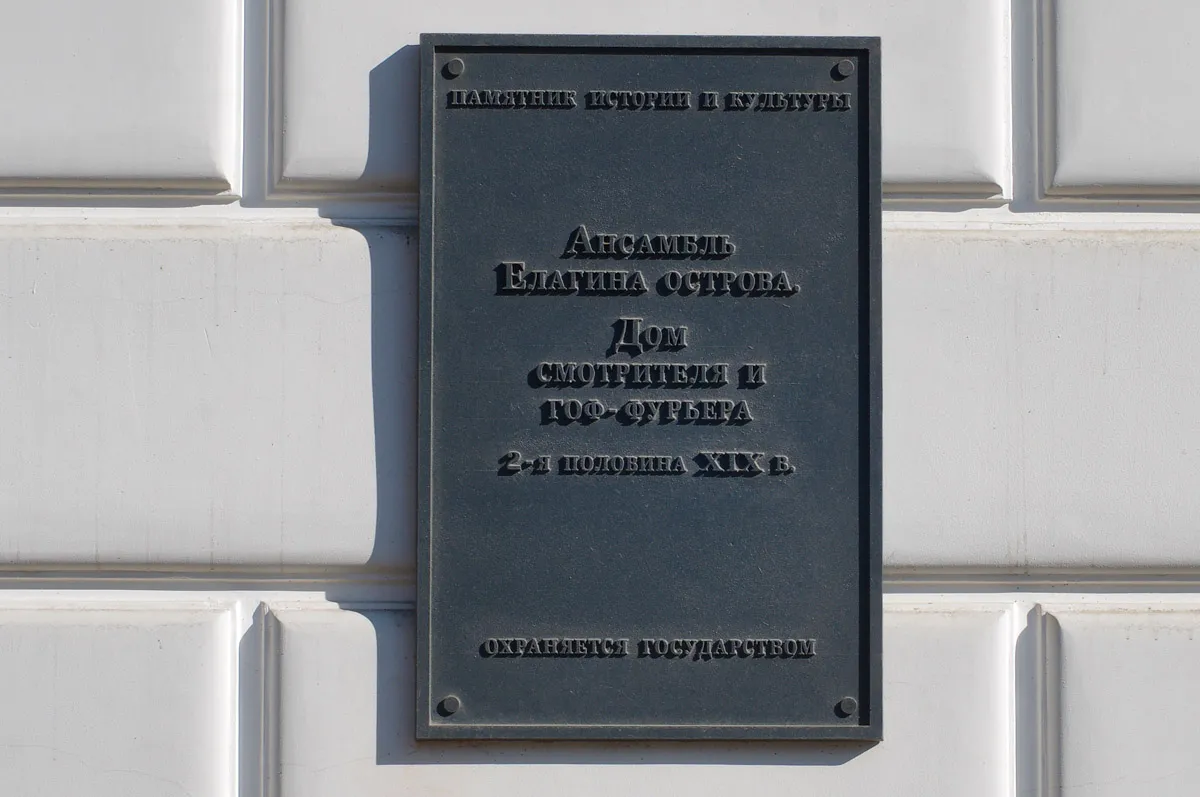 ПАМЯТНИК ИСТОРИИ И КУЛЬТУРЫ
АНСАМБЛЬ
ЕЛАГИНА ОСТРОВА.
ДОМ
СМОТРИТЕЛЯ И
ГОФ-ФУРЬЕРА
2-Я ПОЛОВИНА XIX В.
ОХРАНЯЕТСЯ ГОСУДАРСТВОМ